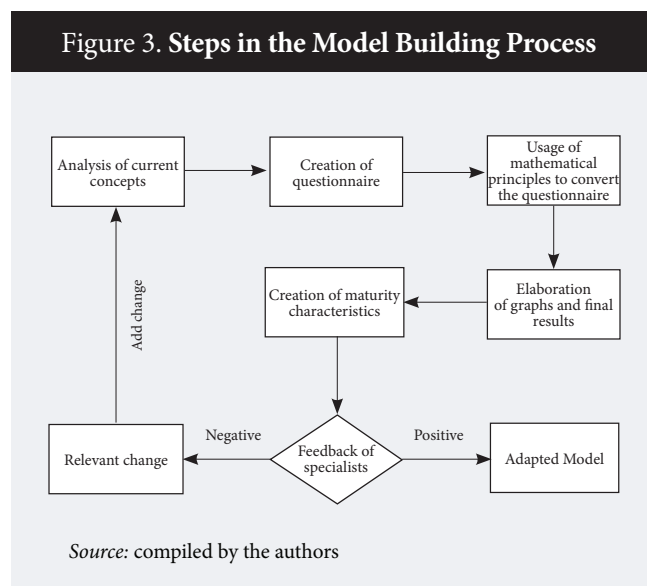 Figure 3. Steps in the Model Building Process
Analysis of current
concepts
Creation of
questionnaire
Usage of
mathematical
principles to convert
the questionnaire
Elaboration
of graphs and final
results
Creation of maturity
characteristics
Add change
Feedback of
specialists
Negative
Relevant change
Positive
Adapted Model
Source: compiled by the authors